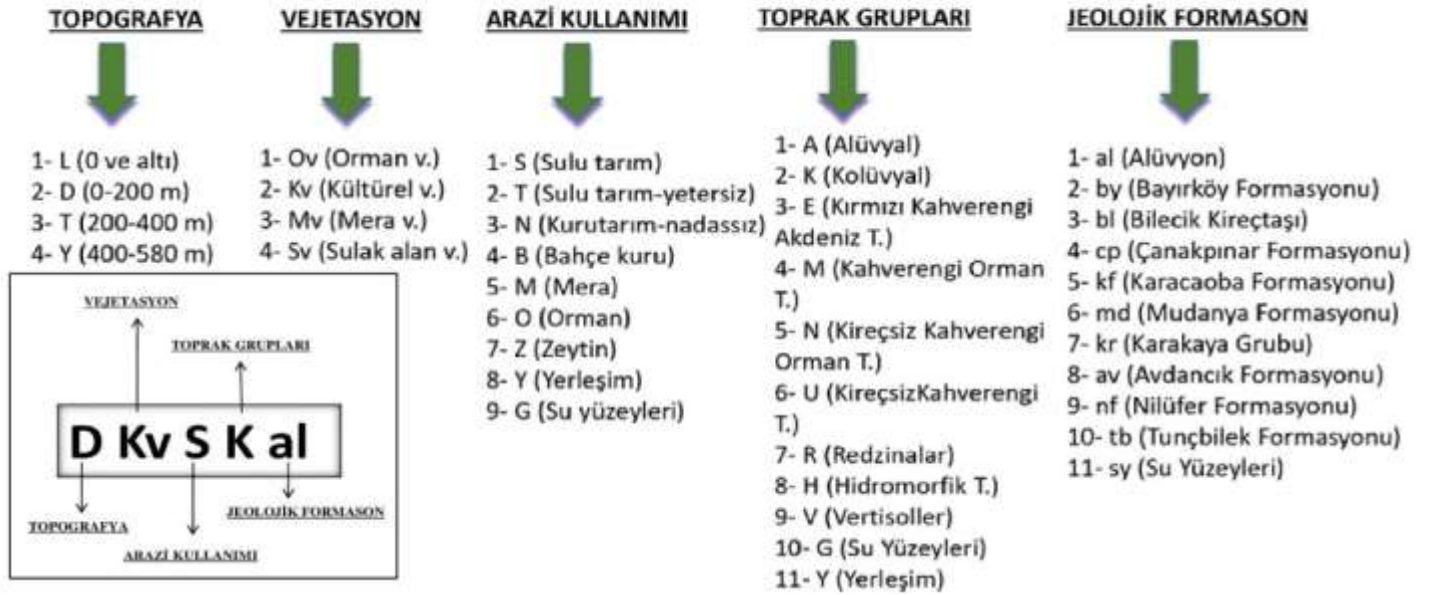 TOPOGRAFYA
1- L (0 ve altı)
2- D (0-200 m)
3- T (200-400 m)
4- Y (400-580 m)
VEJETASYON
1- Ov (Orman v.)
2- Kv (Kültürel v.)
3- Mv (Mera v.)
4- Sv (Sulak alan v.)
ARAZİ KULLANIMI
1- S (Sulu tarım)
2- T (Sulu tarım-yetersiz)
3- N (Kurutarım-nadassız)
4- B (Bahçe kuru)
5- M (Mera)
6- O (Orman)
7- Z (Zeytin)
8- Y (Yerleşim)
9- G (Su yüzeyleri)
TOPRAK GRUPLARI
1- A (Alüvyal)
2- K (Kolüvyal)
3- E (Kırmızı Kahverengi
Akdeniz T.)
4- M (Kahverengi Orman
T.)
5- N (Kireçsiz Kahverengi
Orman T.)
6- U (KireçsizKahverengi
T.)
7- R (Redzinalar)
8- H (Hidromorfik T.)
9- V (Vertisoller)
10- G (Su Yüzeyleri)
11- Y (Yerleşim)
JEOLOJİK FORMASON
1- al (Alüvyon)
2- by (Bayırköy Formasyonu)
3- bl (Bilecik Kireçtaşı)
4- cp (Çanakpınar Formasyonu)
5- kf (Karacaoba Formasyonu)
6- md (Mudanya Formasyonu)
7- kr (Karakaya Grubu)
8- av (Avdancık Formasyonu)
9- nf (Nilüfer Formasyonu)
10- tb (Tunçbilek Formasyonu)
11- sy (Su Yüzeyleri)
VEJETASYON
TOPRAK GRUPLARI
D Kv S K al
JEOLOJİK FORMASON
TOPOGRAFYA
ARAZİ KULLANIMI